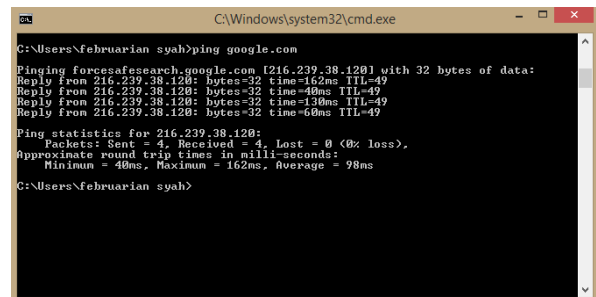 C:\Windows\system32\cmd.exe
C:\Users\februarian syah>ping google.com
Pinging forcesafesearch.google.com [216.239.38.120] with 32 bytes of data:
Reply from 216.239.38.120: bytes=32 time=162ms TTL=49
Reply from 216.239.38.120: bytes=32 time=40ms TTL=49
Reply from 216.239.38.120: bytes=32 time=130ms TTL=49
Reply from 216.239.38.120: bytes=32 time=60ms TTL=49
Ping statistics for 216.239.38.120:
    Packets: Sent = 4, Received = 4, Lost = 0 (0% loss),
Approximate round trip times in milli-seconds:
    Minimum = 40ms, Maximum = 162ms, Average = 98ms
C:\Users\februarian syah>